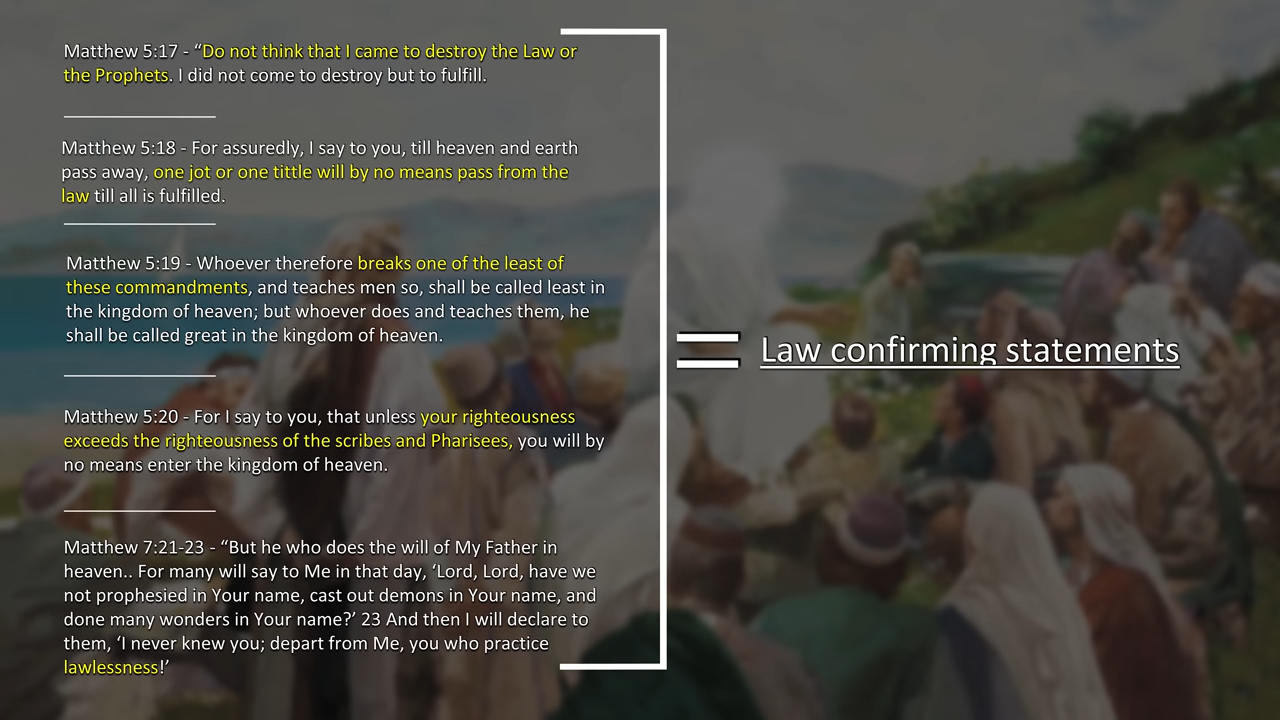 Matthew 5:17 - “Do not think that I came to destroy the Law or
the Prophets. I did not come to destroy but to fulfill.
Matthew 5:18 - For assuredly, I say to you, till heaven and earth
pass away, one jot or one tittle will by no means pass from the
law till all is fulfilled.
Matthew 5:19 - Whoever therefore breaks one of the least of
these commandments, and teaches men so, shall be called least in
the kingdom of heaven; but whoever does and teaches them, he
shall be called great in the kingdom of heaven.
Matthew 5:20 - For I say to you, that unless your righteousness
exceeds the righteousness of the scribes and Pharisees, you will by
no means enter the kingdom of heaven.
Matthew 7:21-23 - “But he who does the will of My Father in
heaven.. For many will say to Me in that day, ‘Lord, Lord, have we
not prophesied in Your name, cast out demons in Your name, and
done many wonders in Your name?’ 23 And then I will declare to
them, ‘I never knew you; depart from Me, you who practice
lawlessness!’
= Law confirming statements